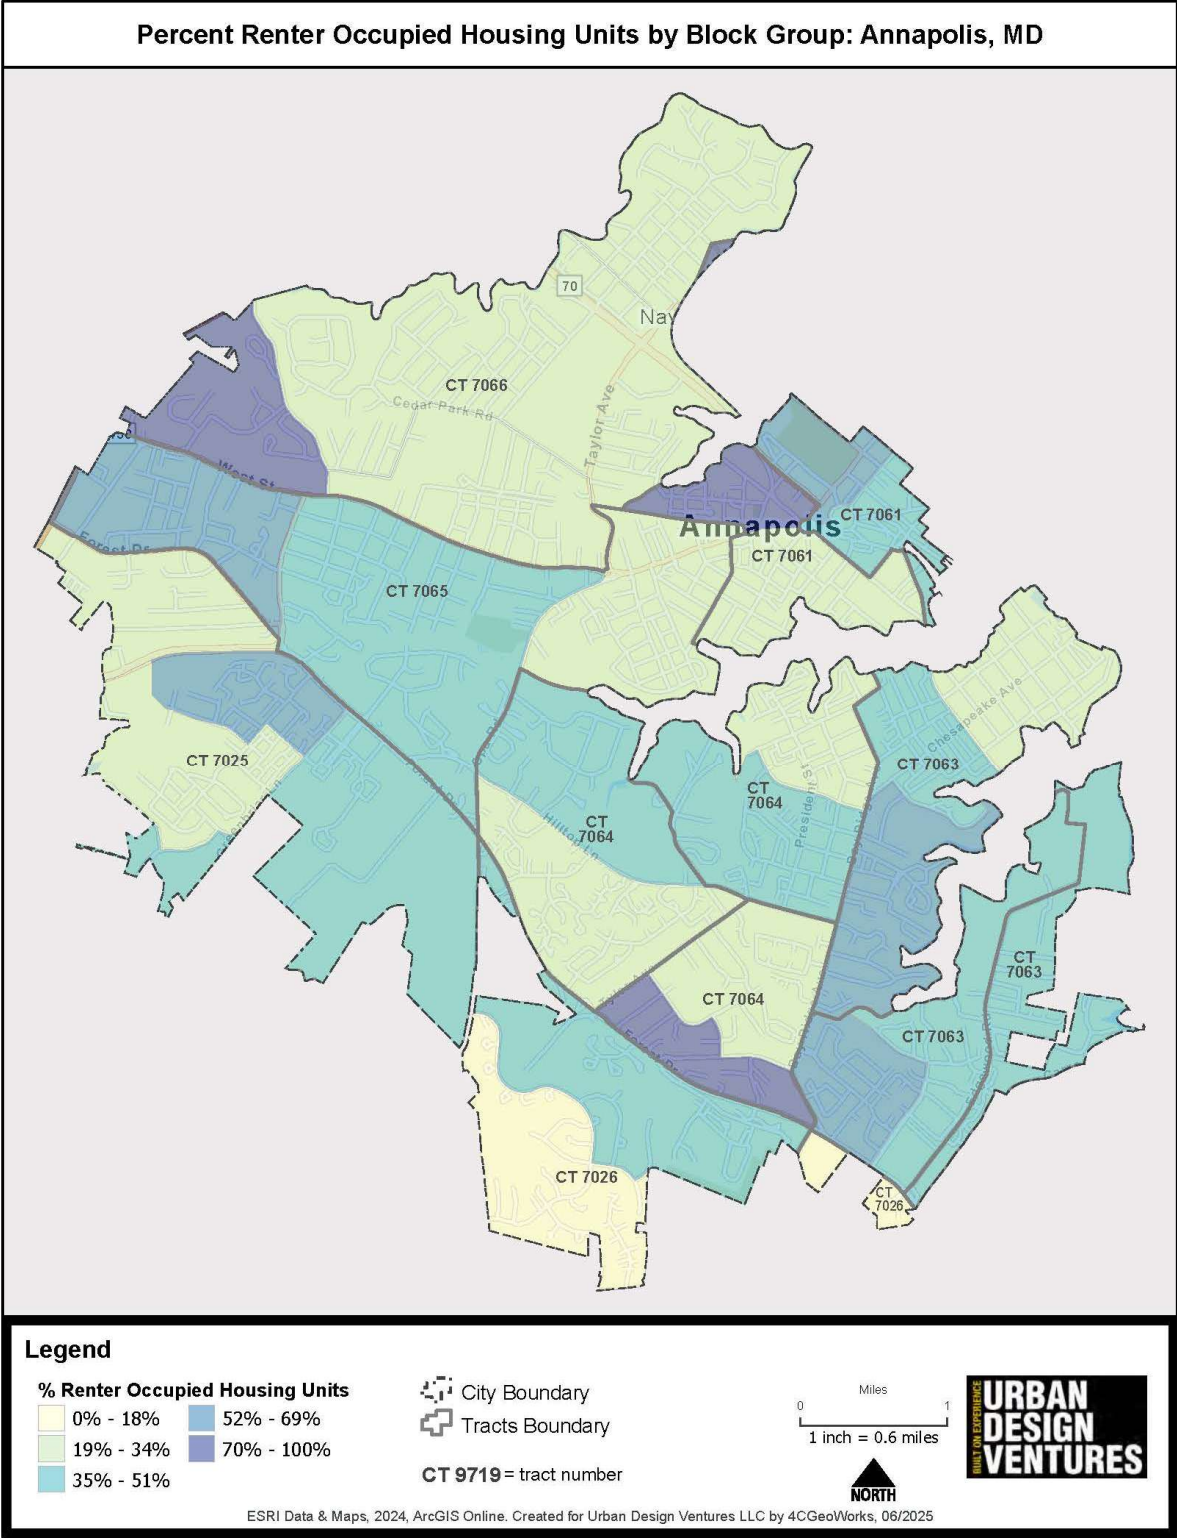 Percent Renter Occupied Housing Units by Block Group: Annapolis, MD
70
Nav
CT 7066
Cedar Park Rd
Taylor Ave
West St
Forest Dr
Annapolis
CT 7061
CT 7061
CT 7065
Chesapeake Ave
CT 7063
CT 7025
CT
7064
President St
CT
7064
Hilltop Ln
Forest Dr
CT
7063
CT 7064
CT 7063
Forest Dr
CT 7026
CT
7026
Legend
% Renter Occupied Housing Units
0% - 18%
19% - 34%
35% - 51%
52% - 69%
70% - 100%
City Boundary
Tracts Boundary
CT 9719 = tract number
Miles
0 1
1 inch = 0.6 miles
NORTH
BUILT ON EXPERIENCE
URBAN
DESIGN
VENTURES
ESRI Data & Maps, 2024, ArcGIS Online. Created for Urban Design Ventures LLC by 4CGeoWorks, 06/2025